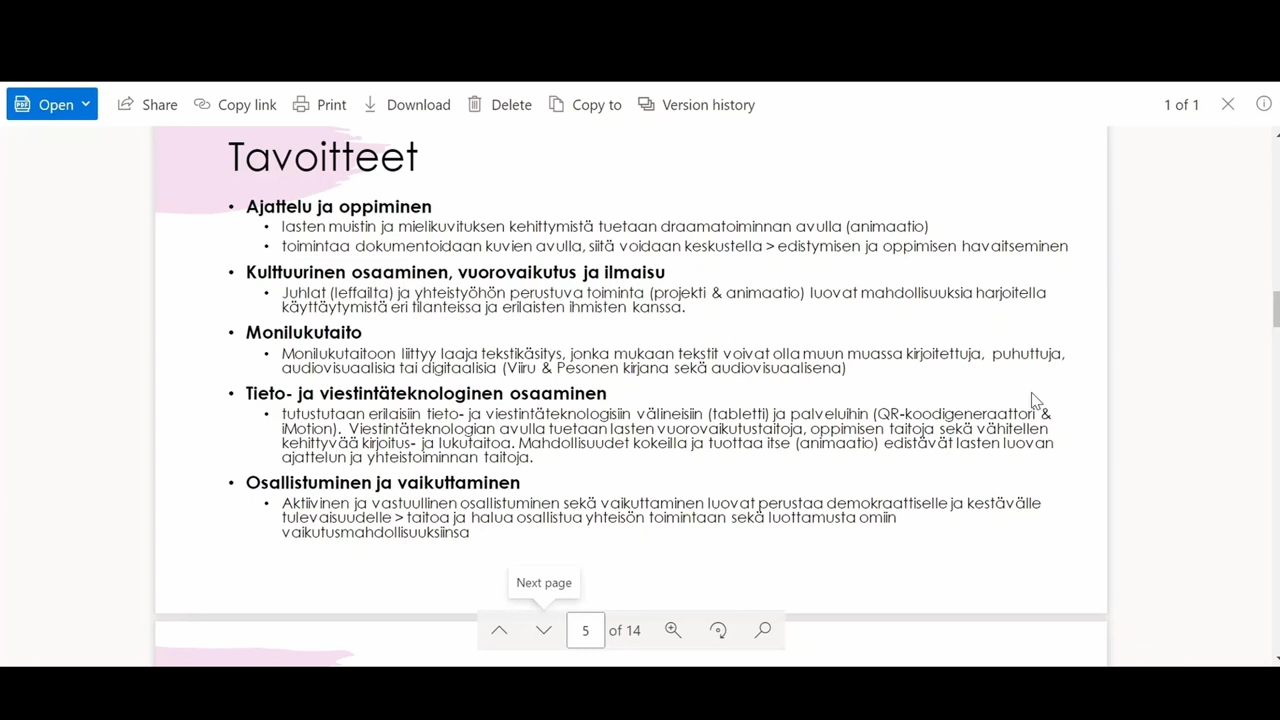 Open
Share
Copy link
Print
Download
Delete
Copy to
Version history
1 of 1
Tavoitteet
• Ajattelu ja oppiminen
• lasten muistin ja mielikuvituksen kehittymistä tuetaan draamatoiminnan avulla (animaatio)
• toimintaa dokumentoidaan kuvien avulla, siitä voidaan keskustella > edistymisen ja oppimisen havaitseminen
• Kulttuurinen osaaminen, vuorovaikutus ja ilmaisu
• Juhlat (leffailta) ja yhteistyöhön perustuva toiminta (projekti & animaatio) luovat mahdollisuuksia harjoitella
käyttäytymistä eri tilanteissa ja erilaisten ihmisten kanssa.
• Monilukutaito
• Monilukutaitoon liittyy laaja tekstikäsitys, jonka mukaan tekstit voivat olla muun muassa kirjoitettuja, puhuttuja,
audiovisuaalisia tai digitaalisia (Viiru & Pesonen kirjana sekä audiovisuaalisena)
• Tieto- ja viestintäteknologinen osaaminen
• tutustutaan erilaisiin tieto- ja viestintäteknologisiin välineisiin (tabletti) ja palveluihin (QR-koodigeneraattori &
iMotion). Viestintäteknologian avulla tuetaan lasten vuorovaikutustaitoja, oppimisen taitoja sekä vähitellen
kehittyvää kirjoitus- ja lukutaitoa. Mahdollisuudet kokeilla ja tuottaa itse (animaatio) edistävät lasten luovan
ajattelun ja yhteistoiminnan taitoja.
• Osallistuminen ja vaikuttaminen
• Aktiivinen ja vastuullinen osallistuminen sekä vaikuttaminen luovat perustaa demokraattiselle ja kestävälle
tulevaisuudelle > taitoa ja halua osallistua yhteisön toimintaan sekä luottamusta omiin
vaikutusmahdollisuuksiinsa
Next page
5 of 14